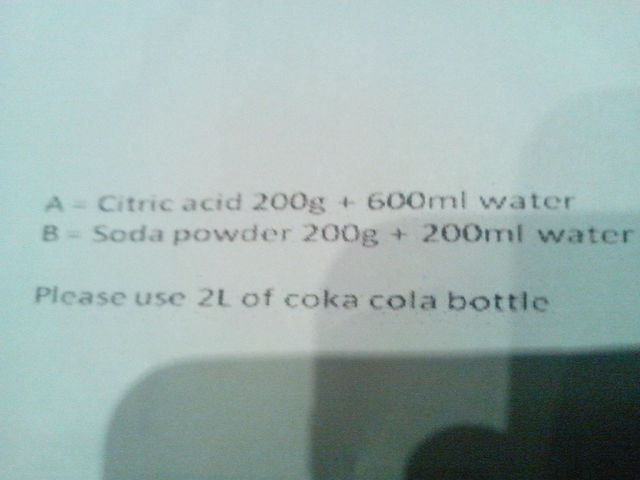 A = Citric acid 200g + 600ml water
B = Soda powder 200g + 200ml water
Please use 2L of coka cola bottle